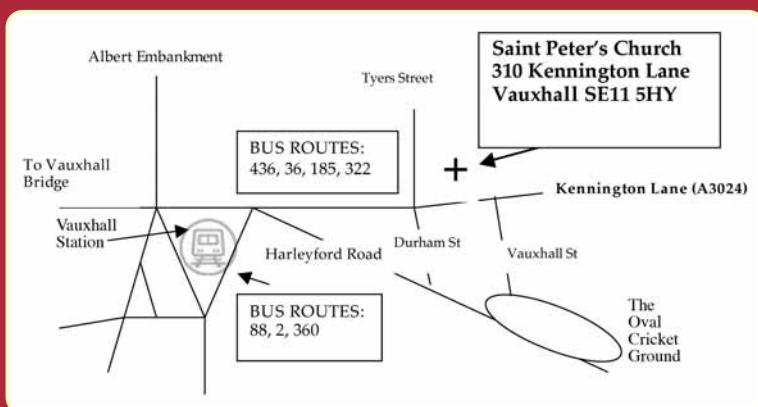 Albert Embankment
Saint Peter's Church
310 Kennington Lane
Vauxhall SE11 5HY
Tyers Street
BUS ROUTES:
436, 36, 185, 322
To Vauxhall
Bridge
Kennington Lane (A3024)
Vauxhall
Station
Harleyford Road
Durham St
Vauxhall St
BUS ROUTES:
88, 2, 360
The
Oval
Cricket
Ground